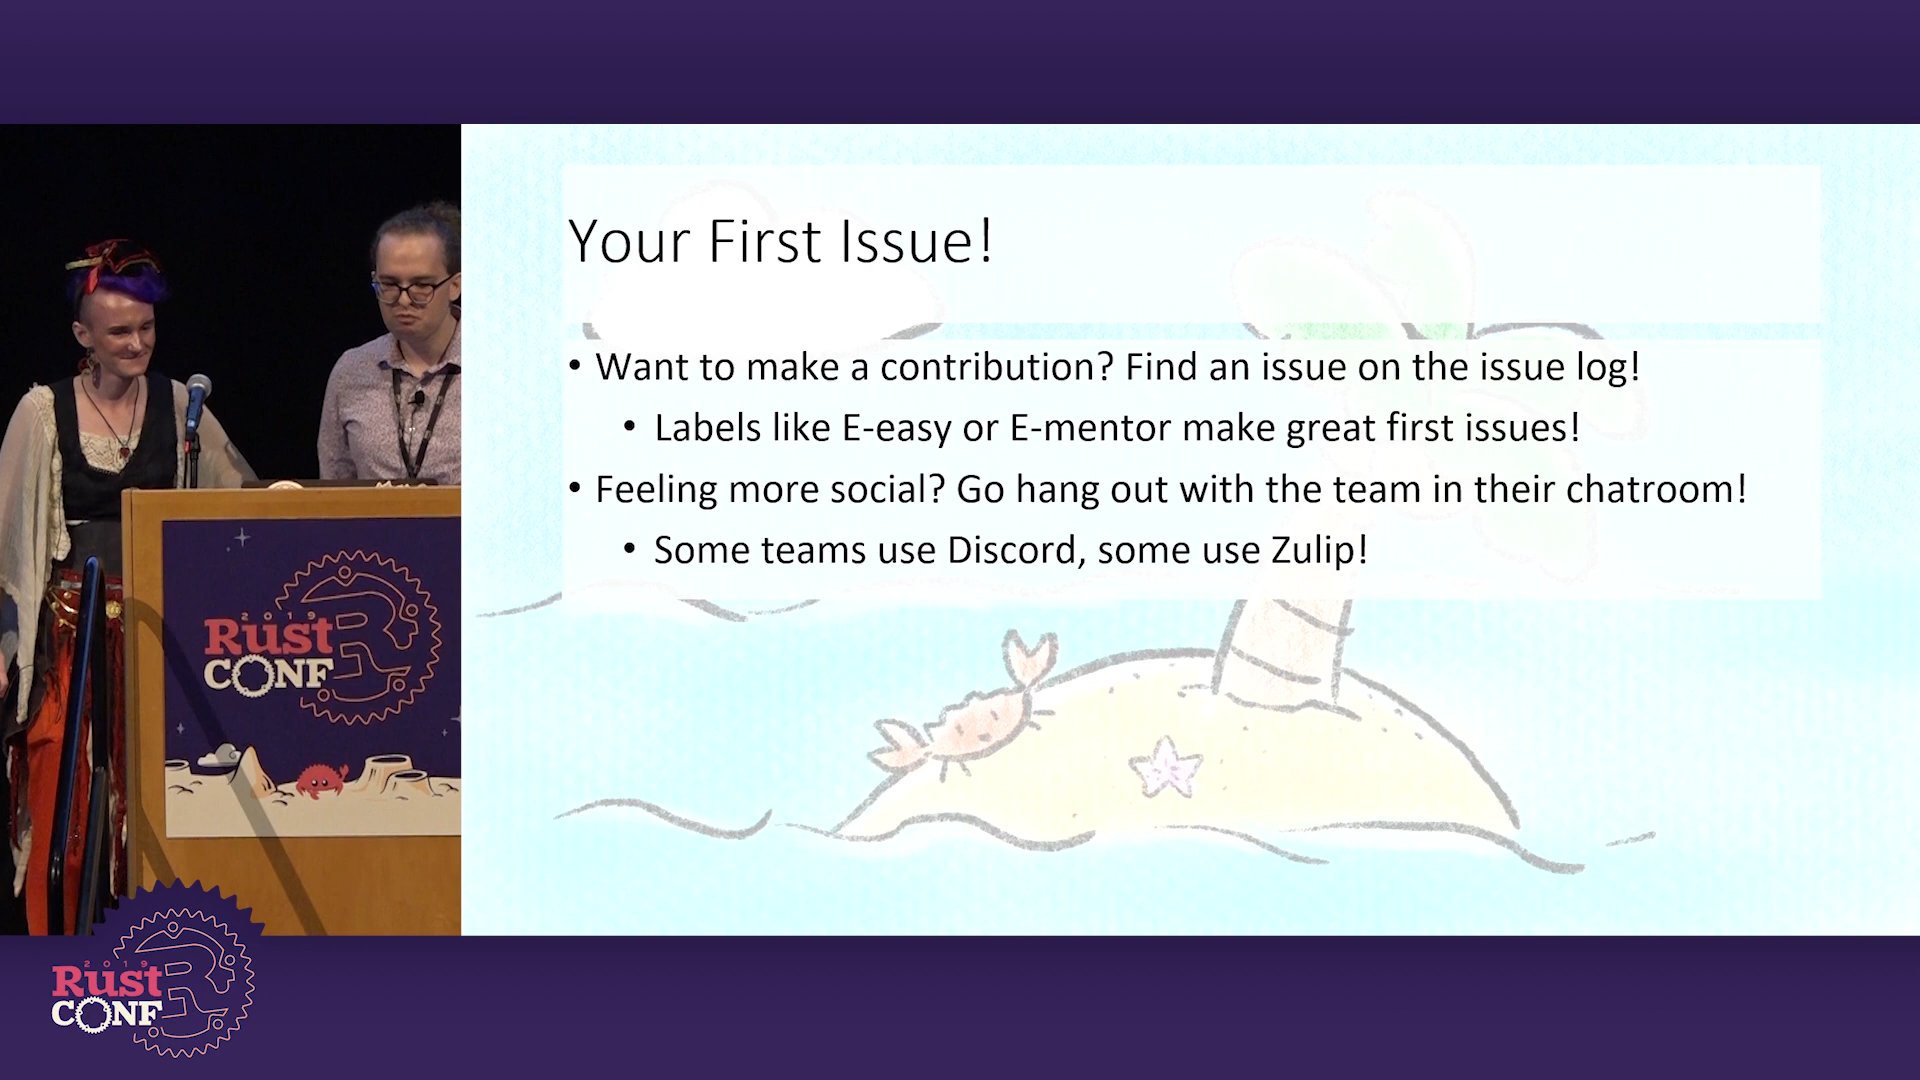 Your First Issue!
• Want to make a contribution? Find an issue on the issue log!
• Labels like E-easy or E-mentor make great first issues!
• Feeling more social? Go hang out with the team in their chatroom!
• Some teams use Discord, some use Zulip!
2019
Rust
CONF
2019
Rust
CONF